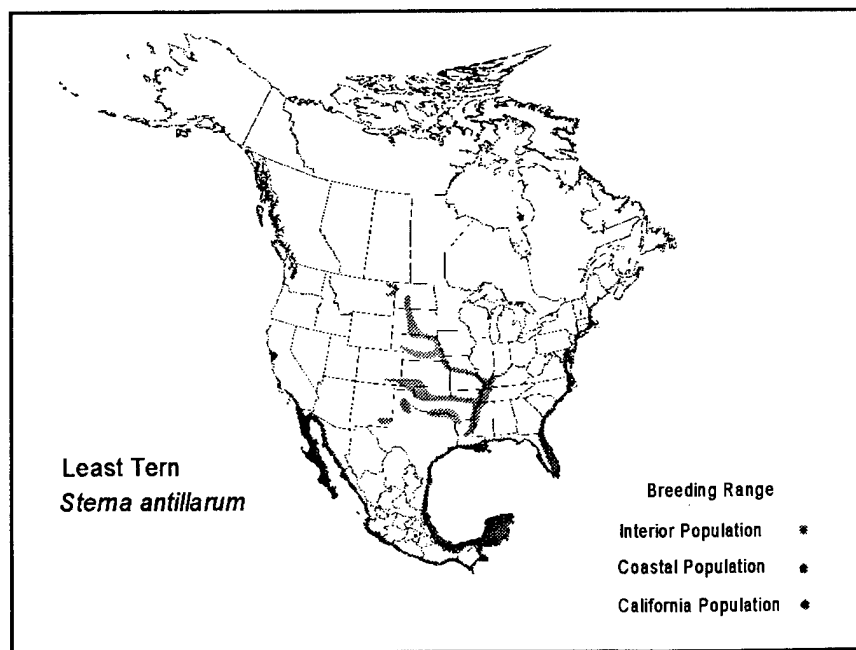 Least Tern
Sterna antillarum
Breeding Range
Interior Population
Coastal Population
California Population